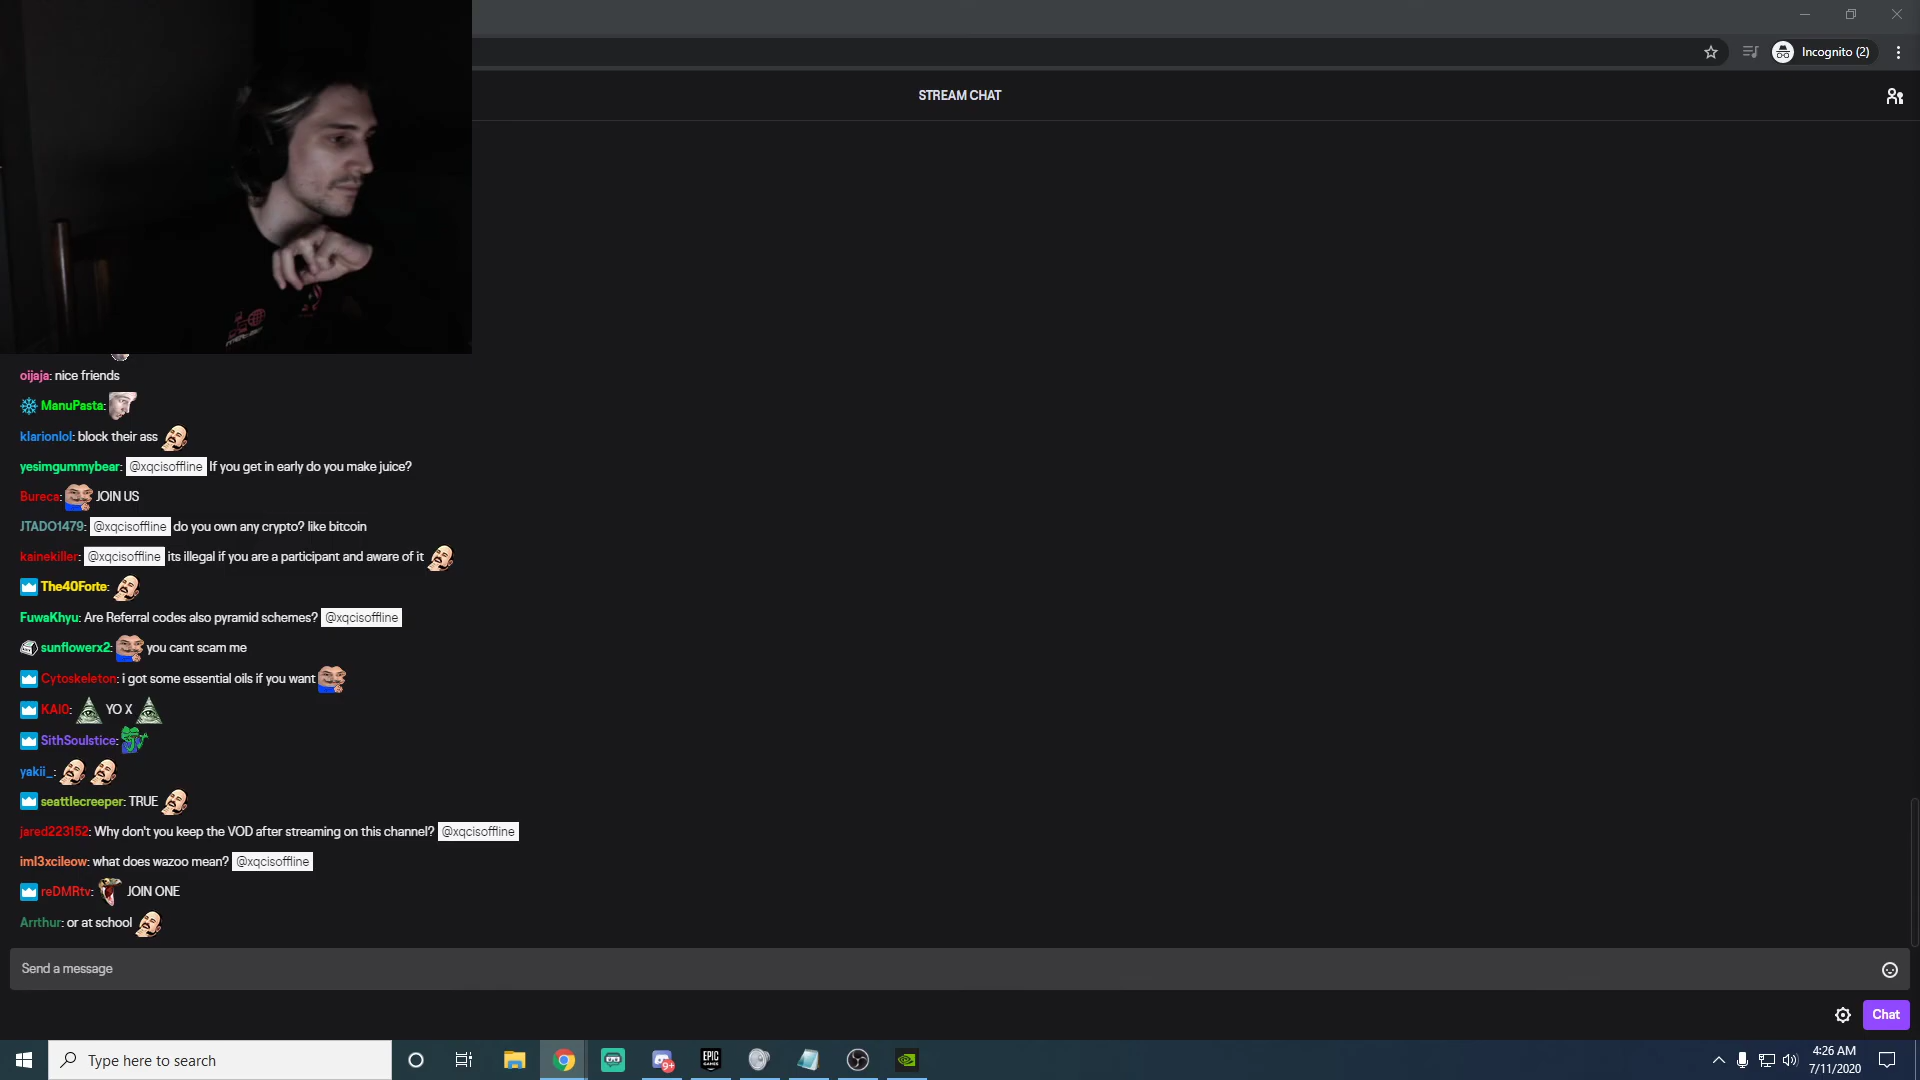 Incognito (2)
STREAM CHAT
oijaja: nice friends
ManuPasta:
klarionlol: block their ass
yesimgummybear: @xqcisoffline If you get in early do you make juice?
Bureca: JOIN US
JTADO1479: @xqcisoffline do you own any crypto? like bitcoin
kainekiller: @xqcisoffline its illegal if you are a participant and aware of it
The40Forte:
FuwaKhyu: Are Referral codes also pyramid schemes? @xqcisoffline
sunflowerx2: you cant scam me
Cytoskeleton: i got some essential oils if you want
KAI0: YO X
SithSoulstice:
yakii_:
seattlecreeper: TRUE
jared223152: Why don't you keep the VOD after streaming on this channel? @xqcisoffline
iml3xcileow: what does wazoo mean? @xqcisoffline
reDMRtv: JOIN ONE
Arrthur: or at school
Send a message
Chat
Type here to search
9+
EPIC
GAMES
4:26 AM
7/11/2020